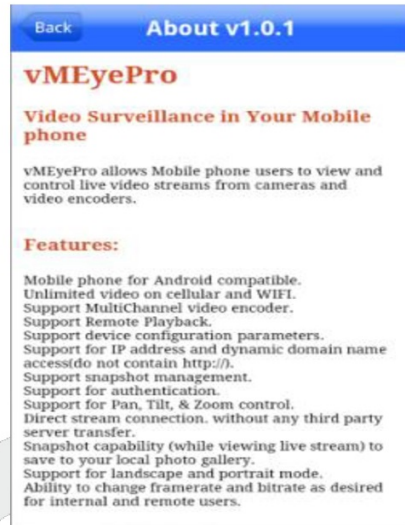 Back
About v1.0.1
vMEyePro
Video Surveillance in Your Mobile
phone
vMEyePro allows Mobile phone users to view and
control live video streams from cameras and
video encoders.
Features:
Mobile phone for Android compatible.
Unlimited video on cellular and WIFI.
Support MultiChannel video encoder.
Support Remote Playback.
Support device configuration parameters.
Support for IP address and dynamic domain name
access(do not contain http://).
Support snapshot management.
Support for authentication.
Support for Pan, Tilt, & Zoom control.
Direct stream connection. without any third party
server transfer.
Snapshot capability (while viewing live stream) to
save to your local photo gallery.
Support for landscape and portrait mode.
Ability to change framerate and bitrate as desired
for internal and remote users.